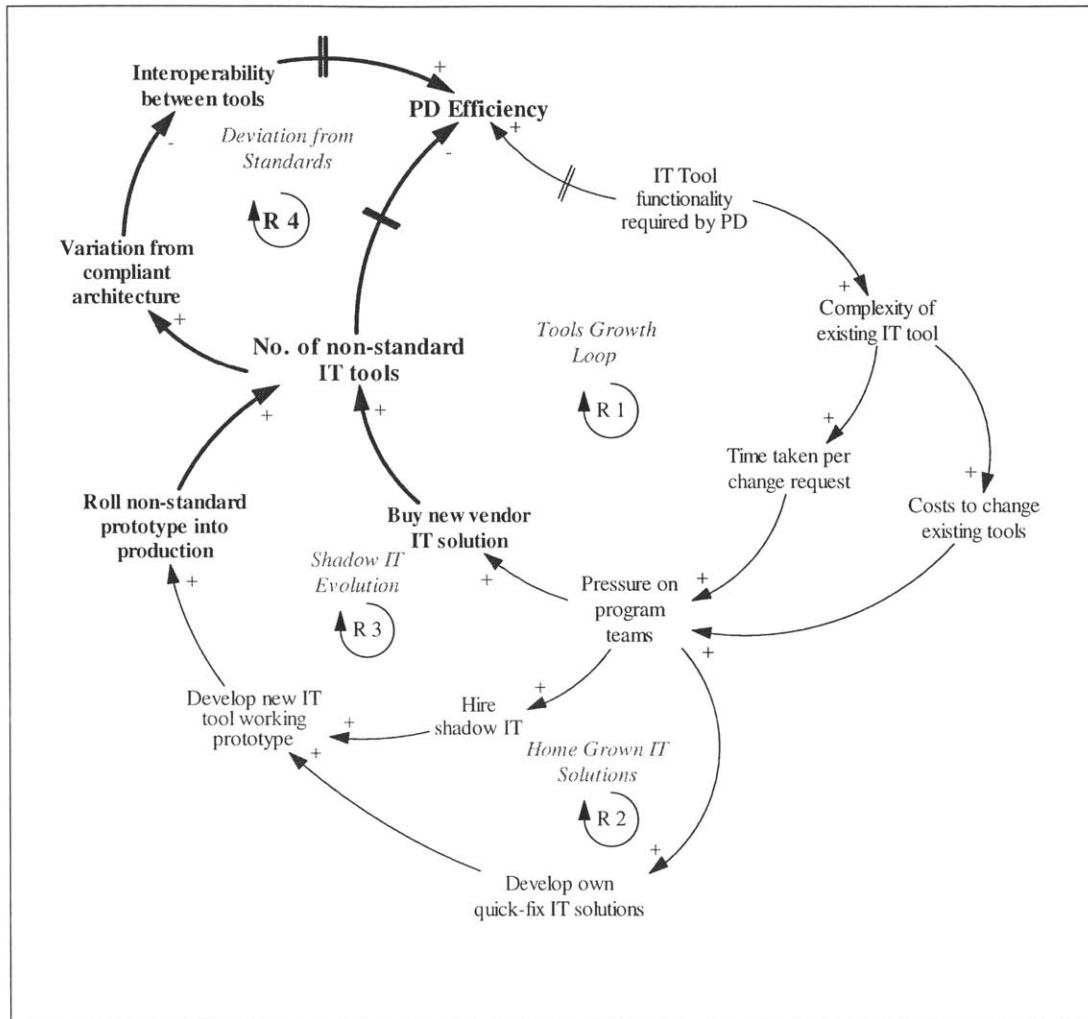 Interoperability
between tools
+
PD Efficiency
+
-
-
Deviation from
Standards
R 4
IT Tool
functionality
required by PD
Variation from
compliant
architecture
+
+
Complexity of
existing IT tool
No. of non-standard
IT tools
Tools Growth
Loop
R 1
+
+
+
Time taken per
change request
+
Costs to change
existing tools
Roll non-standard
prototype into
production
Buy new vendor
IT solution
Shadow IT
Evolution
R 3
+
+
+
Pressure on
program
teams
+
Develop new IT
tool working
prototype
+
+
+
Hire
shadow IT
Home Grown IT
Solutions
R 2
+
Develop own
quick-fix IT solutions